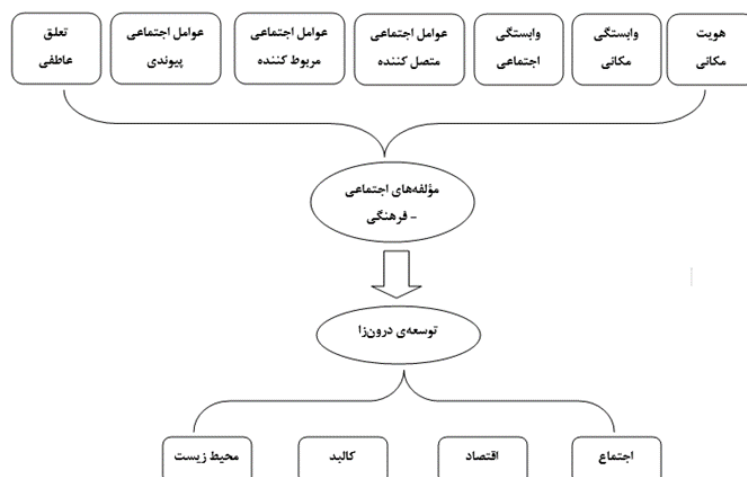 هویت
مکانی
وابستگی
مکانی
وابستگی
اجتماعی
عوامل اجتماعی
متصل کننده
عوامل اجتماعی
مربوط کننده
عوامل اجتماعی
پیوندی
تعلق
عاطفی
مؤلفه‌های اجتماعی
- فرهنگی
توسعه‌ی درون‌زا
اجتماع
اقتصاد
کالبد
محیط زیست